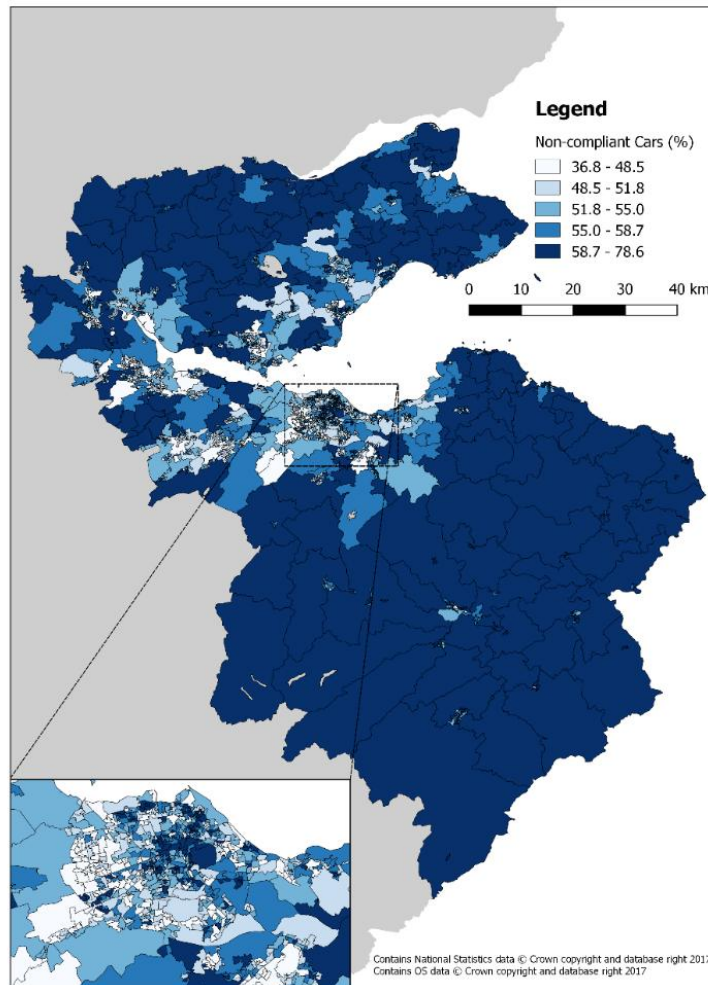 Legend
Non-compliant Cars (%)
36.8 - 48.5
48.5 - 51.8
51.8 - 55.0
55.0 - 58.7
58.7 - 78.6
0 10 20 30 40 km
Contains National Statistics data © Crown copyright and database right 2017
Contains OS data © Crown copyright and database right 2017